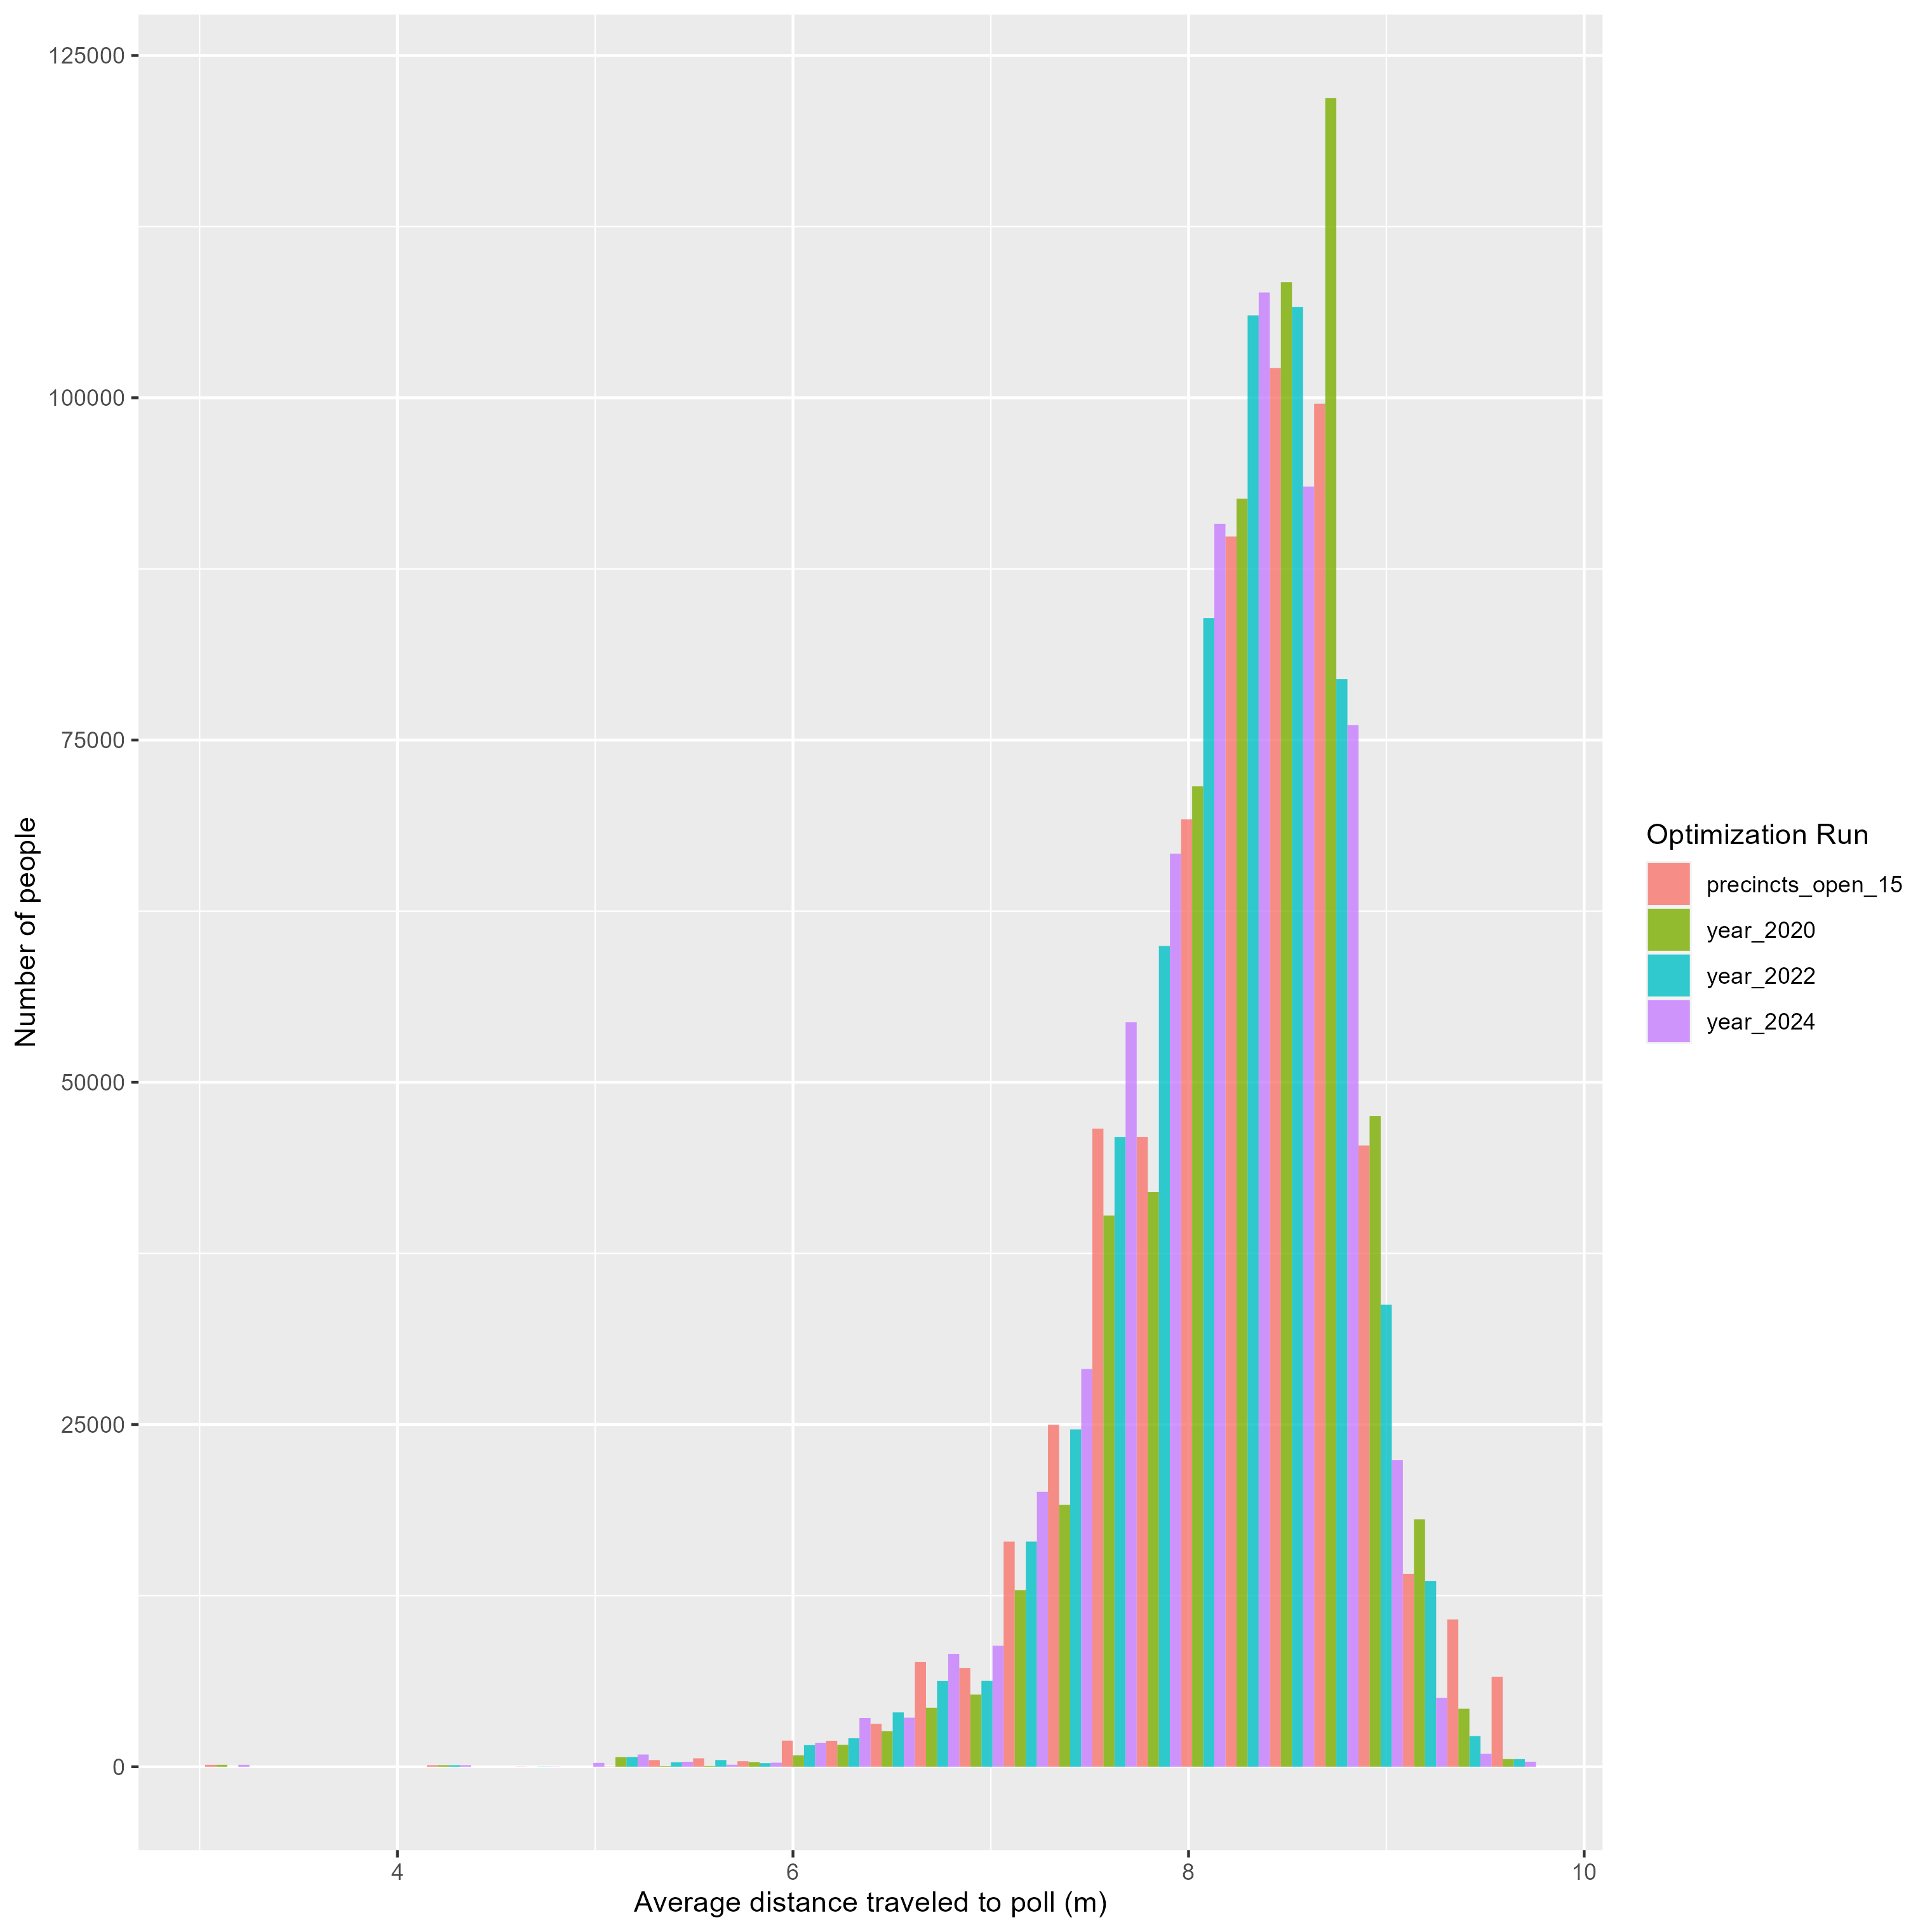 125000
100000
75000
50000
25000
0
Number of people
4
6
8
10
Average distance traveled to poll (m)
Optimization Run
precincts_open_15
year_2020
year_2022
year_2024